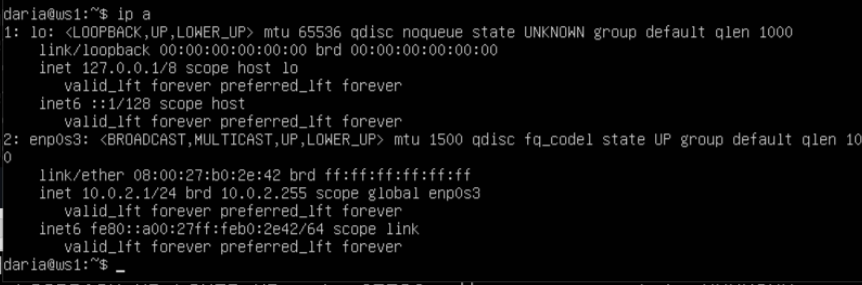 daria@ws1:~$ ip a
1: lo: <LOOPBACK,UP,LOWER_UP> mtu 65536 qdisc noqueue state UNKNOWN group default qlen 1000
    link/loopback 00:00:00:00:00:00 brd 00:00:00:00:00:00
    inet 127.0.0.1/8 scope host lo
       valid_lft forever preferred_lft forever
    inet6 ::1/128 scope host
       valid_lft forever preferred_lft forever
2: enp0s3: <BROADCAST,MULTICAST,UP,LOWER_UP> mtu 1500 qdisc fq_codel state UP group default qlen 100
0
    link/ether 08:00:27:b0:2e:42 brd ff:ff:ff:ff:ff:ff
    inet 10.0.2.1/24 brd 10.0.2.255 scope global enp0s3
       valid_lft forever preferred_lft forever
    inet6 fe80::a00:27ff:feb0:2e42/64 scope link
       valid_lft forever preferred_lft forever
daria@ws1:~$ _